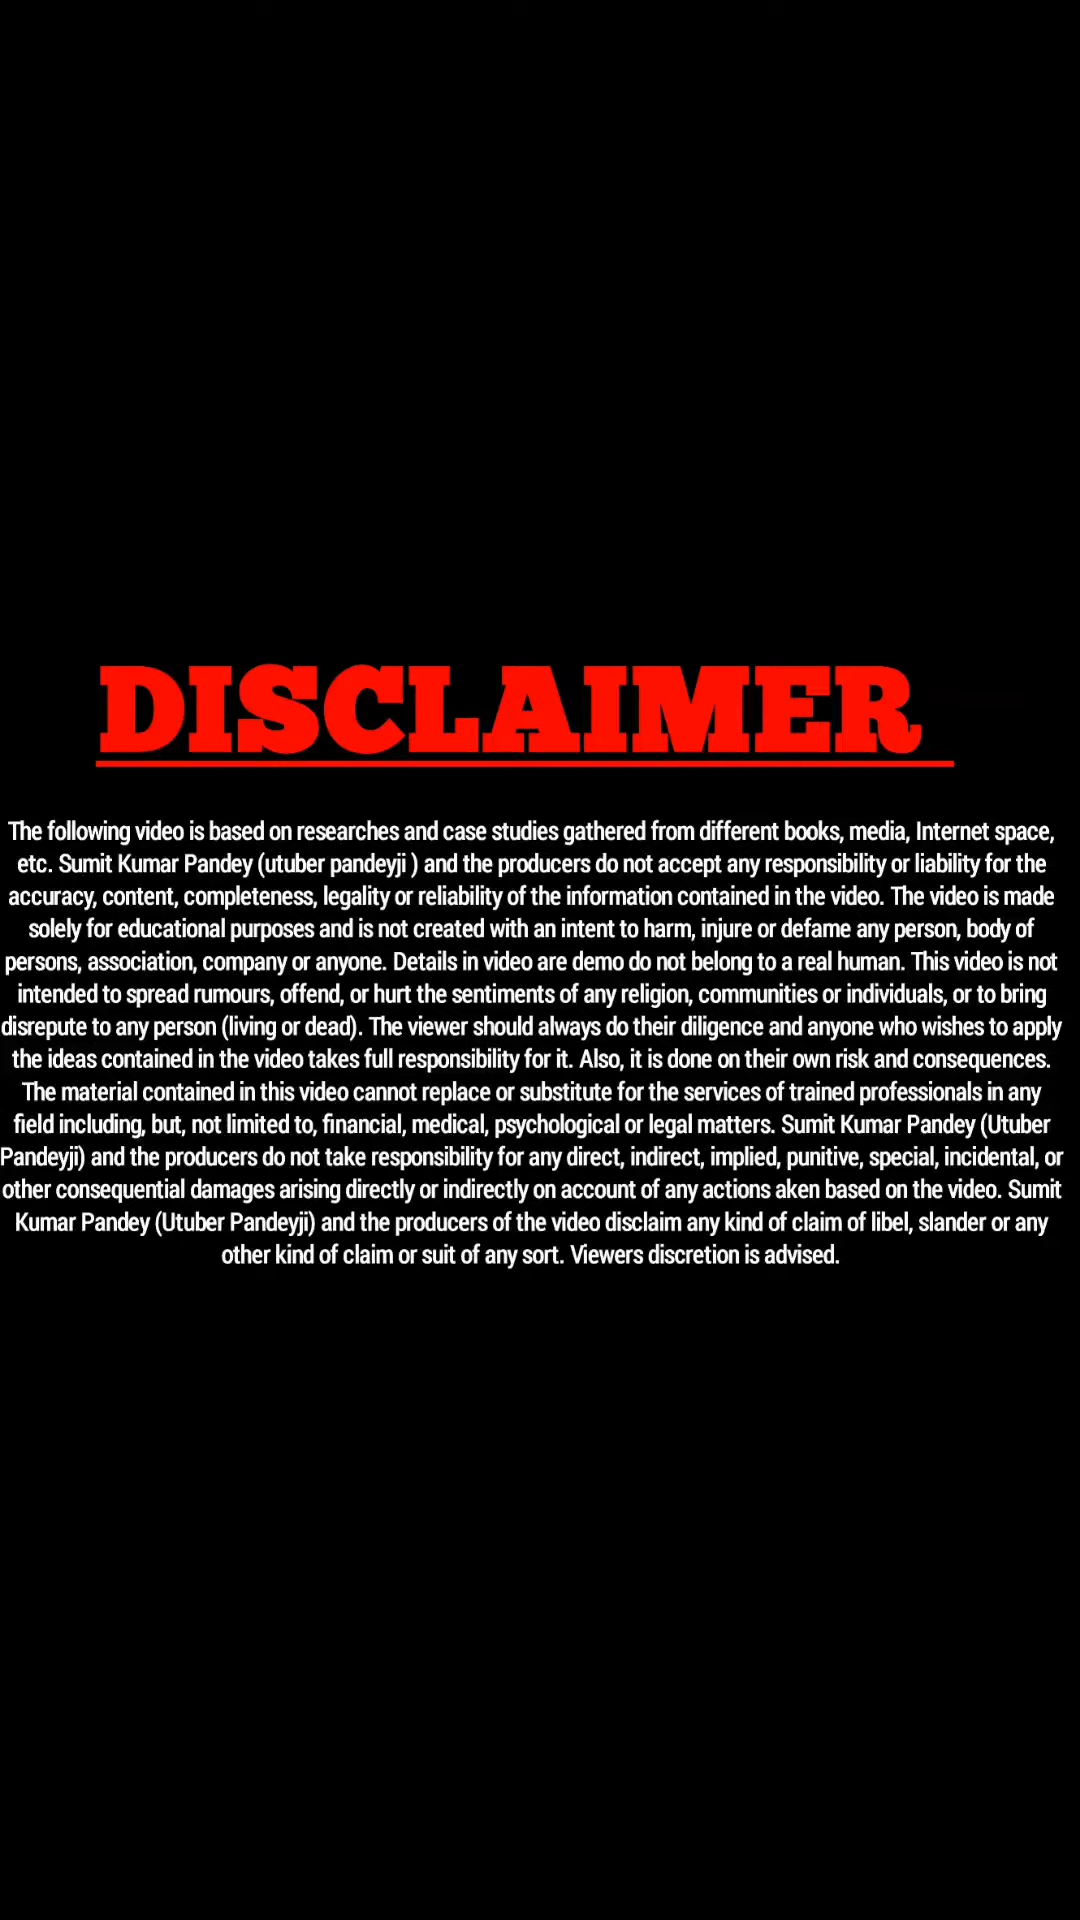 DISCLAIMER
The following video is based on researches and case studies gathered from different books, media, Internet space,
etc. Sumit Kumar Pandey (utuber pandeyji ) and the producers do not accept any responsibility or liability for the
accuracy, content, completeness, legality or reliability of the information contained in the video. The video is made
solely for educational purposes and is not created with an intent to harm, injure or defame any person, body of
persons, association, company or anyone. Details in video are demo do not belong to a real human. This video is not
intended to spread rumours, offend, or hurt the sentiments of any religion, communities or individuals, or to bring
disrepute to any person (living or dead). The viewer should always do their diligence and anyone who wishes to apply
the ideas contained in the video takes full responsibility for it. Also, it is done on their own risk and consequences.
The material contained in this video cannot replace or substitute for the services of trained professionals in any
field including, but, not limited to, financial, medical, psychological or legal matters. Sumit Kumar Pandey (Utuber
Pandeyji) and the producers do not take responsibility for any direct, indirect, implied, punitive, special, incidental, or
other consequential damages arising directly or indirectly on account of any actions aken based on the video. Sumit
Kumar Pandey (Utuber Pandeyji) and the producers of the video disclaim any kind of claim of libel, slander or any
other kind of claim or suit of any sort. Viewers discretion is advised.